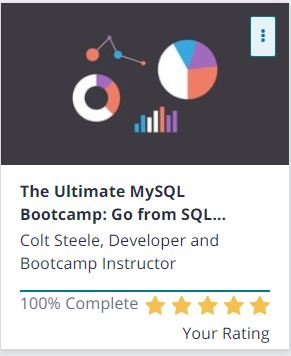 The Ultimate MySQL
Bootcamp: Go from SQL...
Colt Steele, Developer and
Bootcamp Instructor
100% Complete
Your Rating